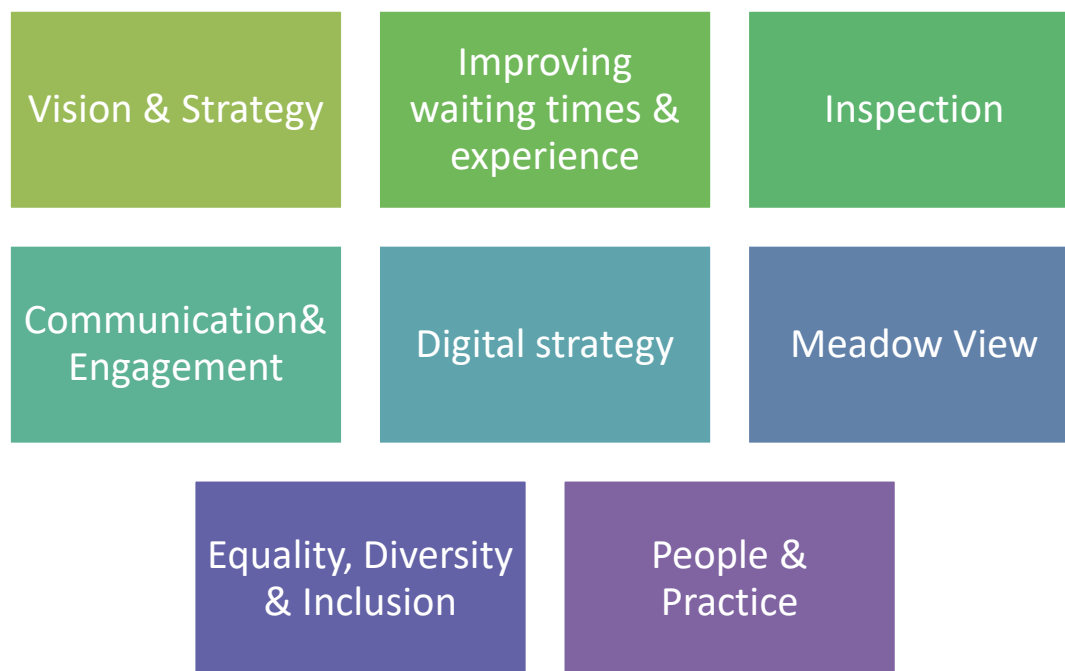 Vision & Strategy
Improving
waiting times &
experience
Inspection
Communication&
Engagement
Digital strategy
Meadow View
Equality, Diversity
& Inclusion
People &
Practice